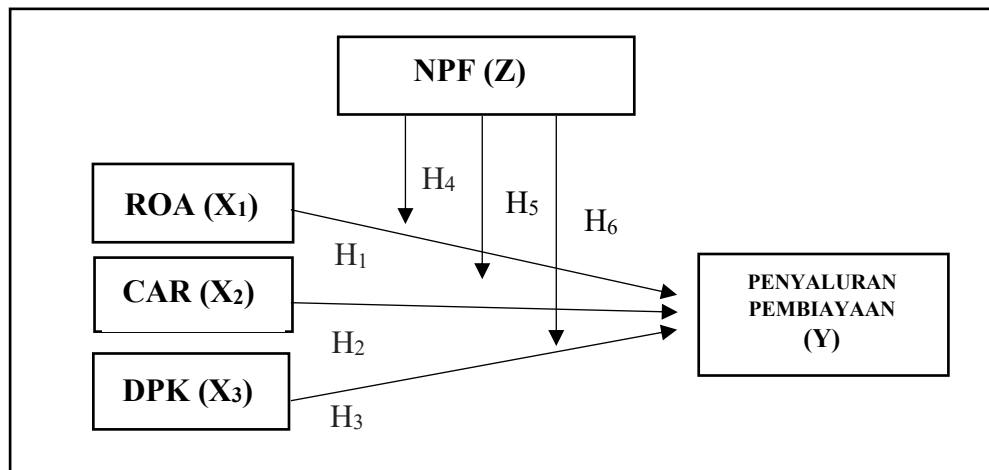 NPF (Z)
H₄
H₅
H₆
ROA (X₁)
H₁
CAR (X₂)
H₂
DPK (X₃)
H₃
PENYALURAN
PEMBIAYAAN
(Y)